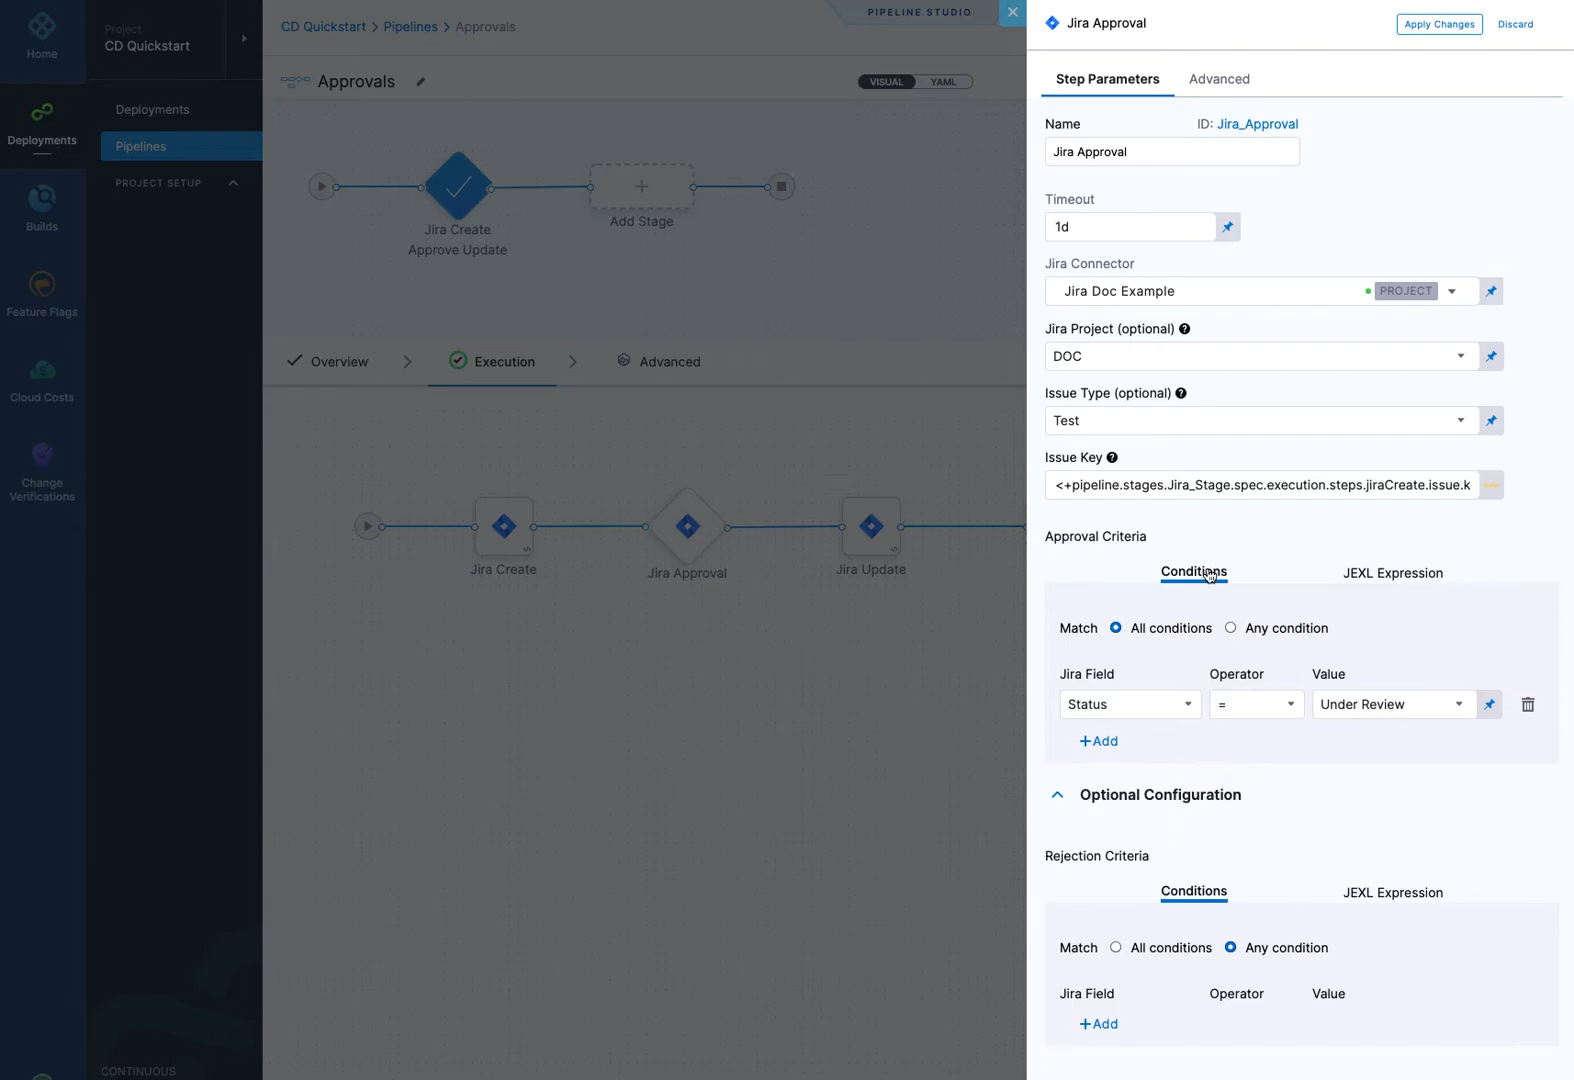 Home
Deployments
Builds
Feature Flags
Cloud Costs
Change
Verifications
Project
CD Quickstart
Deployments
Pipelines
PROJECT SETUP
CONTINUOUS
CD Quickstart > Pipelines > Approvals
PIPELINE STUDIO
Approvals
VISUAL YAML
Jira Create
Approve Update
Add Stage
Overview
Execution
Advanced
Jira Create
Jira Approval
Jira Update
Jira Approval
Apply Changes
Discard
Step Parameters
Advanced
Name
ID: Jira_Approval
Jira Approval
Timeout
1d
Jira Connector
Jira Doc Example PROJECT
Jira Project (optional)
DOC
Issue Type (optional)
Test
Issue Key
<+pipeline.stages.Jira_Stage.spec.execution.steps.jiraCreate.issue.k
Approval Criteria
Conditions
JEXL Expression
Match All conditions Any condition
Jira Field Operator Value
Status = Under Review
+Add
Optional Configuration
Rejection Criteria
Conditions
JEXL Expression
Match All conditions Any condition
Jira Field Operator Value
+Add